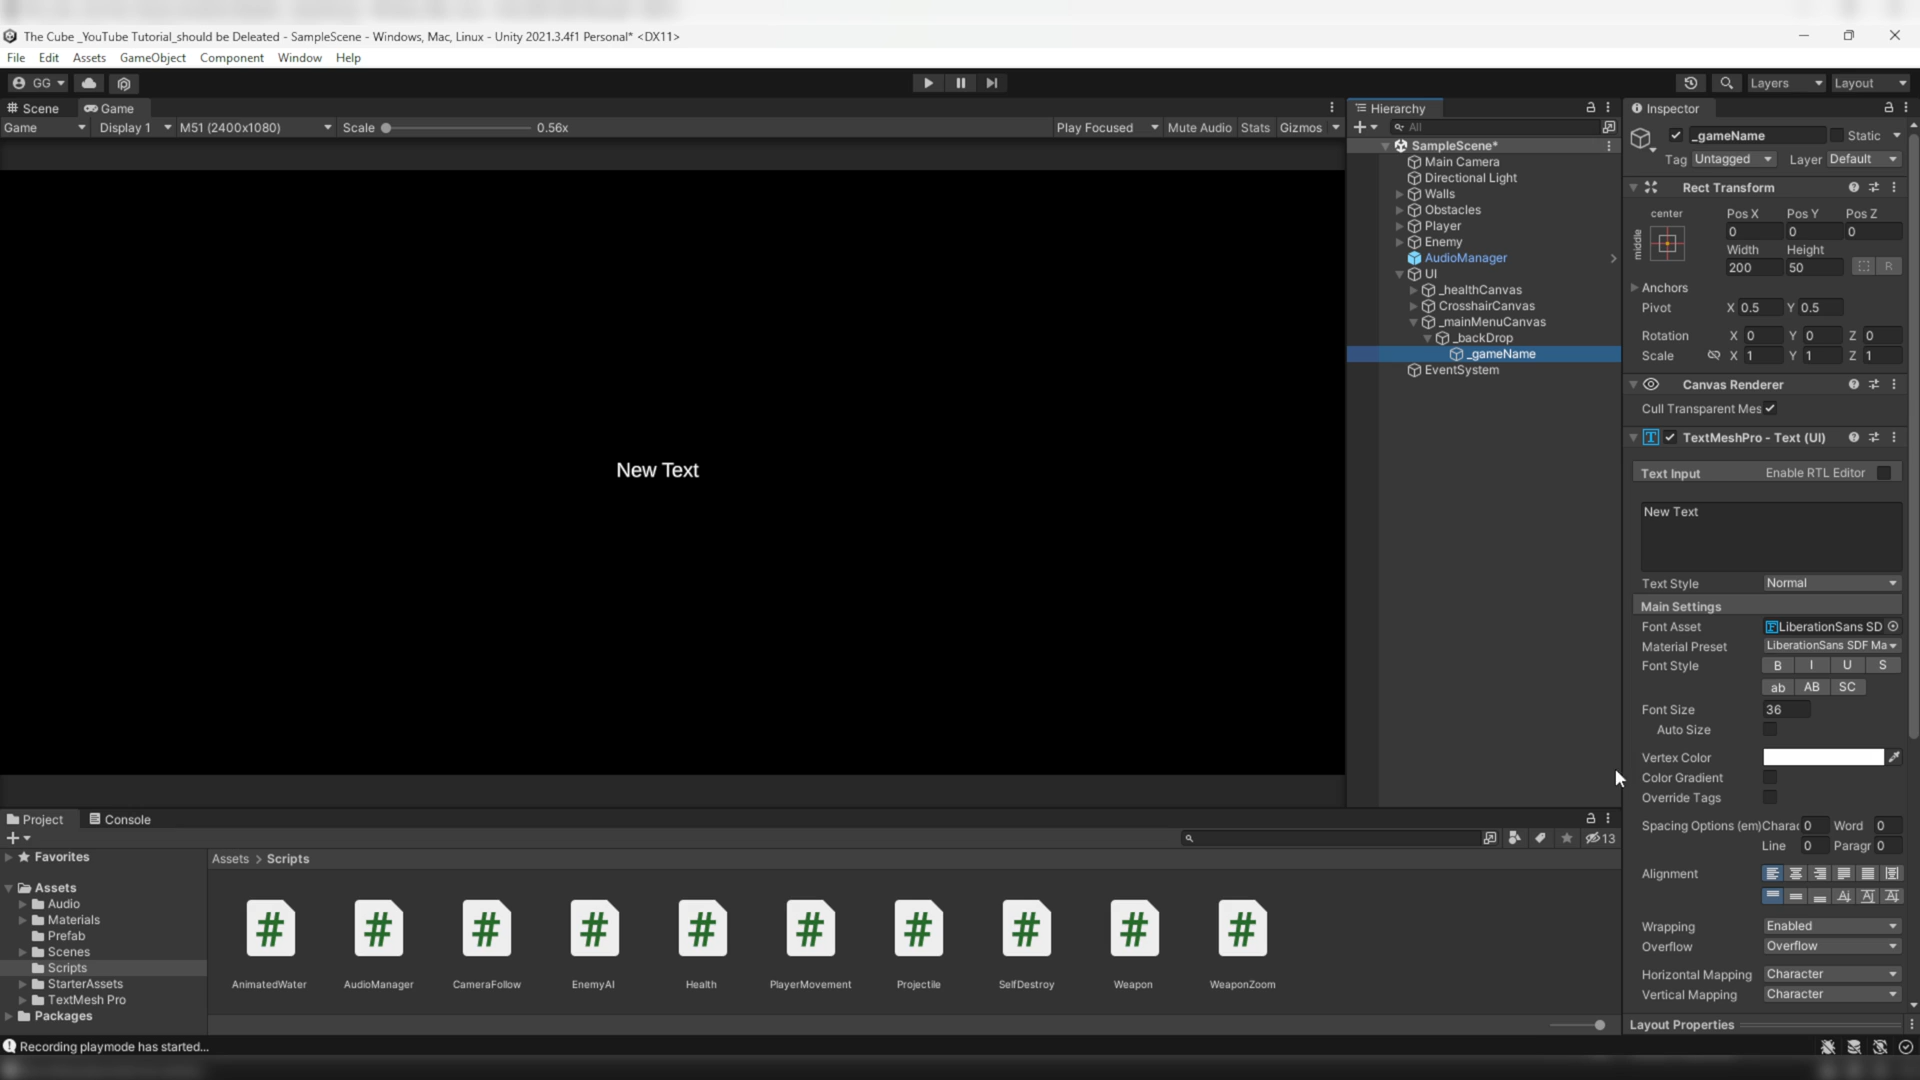 The Cube _YouTube Tutorial_should be Deleated - SampleScene - Windows, Mac, Linux - Unity 2021.3.4f1 Personal* <DX11>
File Edit Assets GameObject Component Window Help
GG Layers Layout
Scene Game
Game Display 1 M51 (2400x1080) Scale 0.56x Play Focused Mute Audio Stats Gizmos
New Text
Hierarchy
All
SampleScene*
Main Camera
Directional Light
Walls
Obstacles
Player
Enemy
AudioManager
UI
_healthCanvas
CrosshairCanvas
_mainMenuCanvas
_backDrop
_gameName
EventSystem
Inspector
_gameName Static
Tag Untagged Layer Default
Rect Transform
center
middle
Pos X Pos Y Pos Z
0 0 0
Width Height
200 50 R
Anchors
Pivot X 0.5 Y 0.5
Rotation X 0 Y 0 Z 0
Scale X 1 Y 1 Z 1
Canvas Renderer
Cull Transparent Mes
T TextMeshPro - Text (UI)
Text Input Enable RTL Editor
New Text
Text Style Normal
Main Settings
Font Asset F LiberationSans SD
Material Preset LiberationSans SDF Ma
Font Style B I U S
ab AB SC
Font Size 36
Auto Size
Vertex Color
Color Gradient
Override Tags
Spacing Options (em) Charac 0 Word 0
Line 0 Paragr 0
Alignment
Wrapping Enabled
Overflow Overflow
Horizontal Mapping Character
Vertical Mapping Character
Layout Properties
Project Console
13
Favorites
Assets
Audio
Materials
Prefab
Scenes
Scripts
StarterAssets
TextMesh Pro
Packages
Assets > Scripts
# # # # # # # # # #
AnimatedWater AudioManager CameraFollow EnemyAI Health PlayerMovement Projectile SelfDestroy Weapon WeaponZoom
Recording playmode has started...